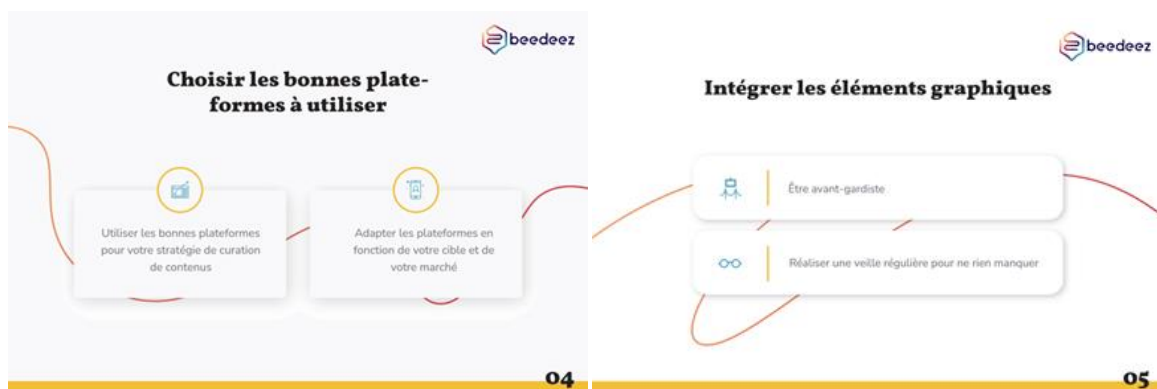 beedeez
Choisir les bonnes plate-
formes à utiliser
Utiliser les bonnes plateformes
pour votre stratégie de curation
de contenus
Adapter les plateformes en
fonction de votre cible et de
votre marché
04
beedeez
Intégrer les éléments graphiques
Être avant-gardiste
Réaliser une veille régulière pour ne rien manquer
05